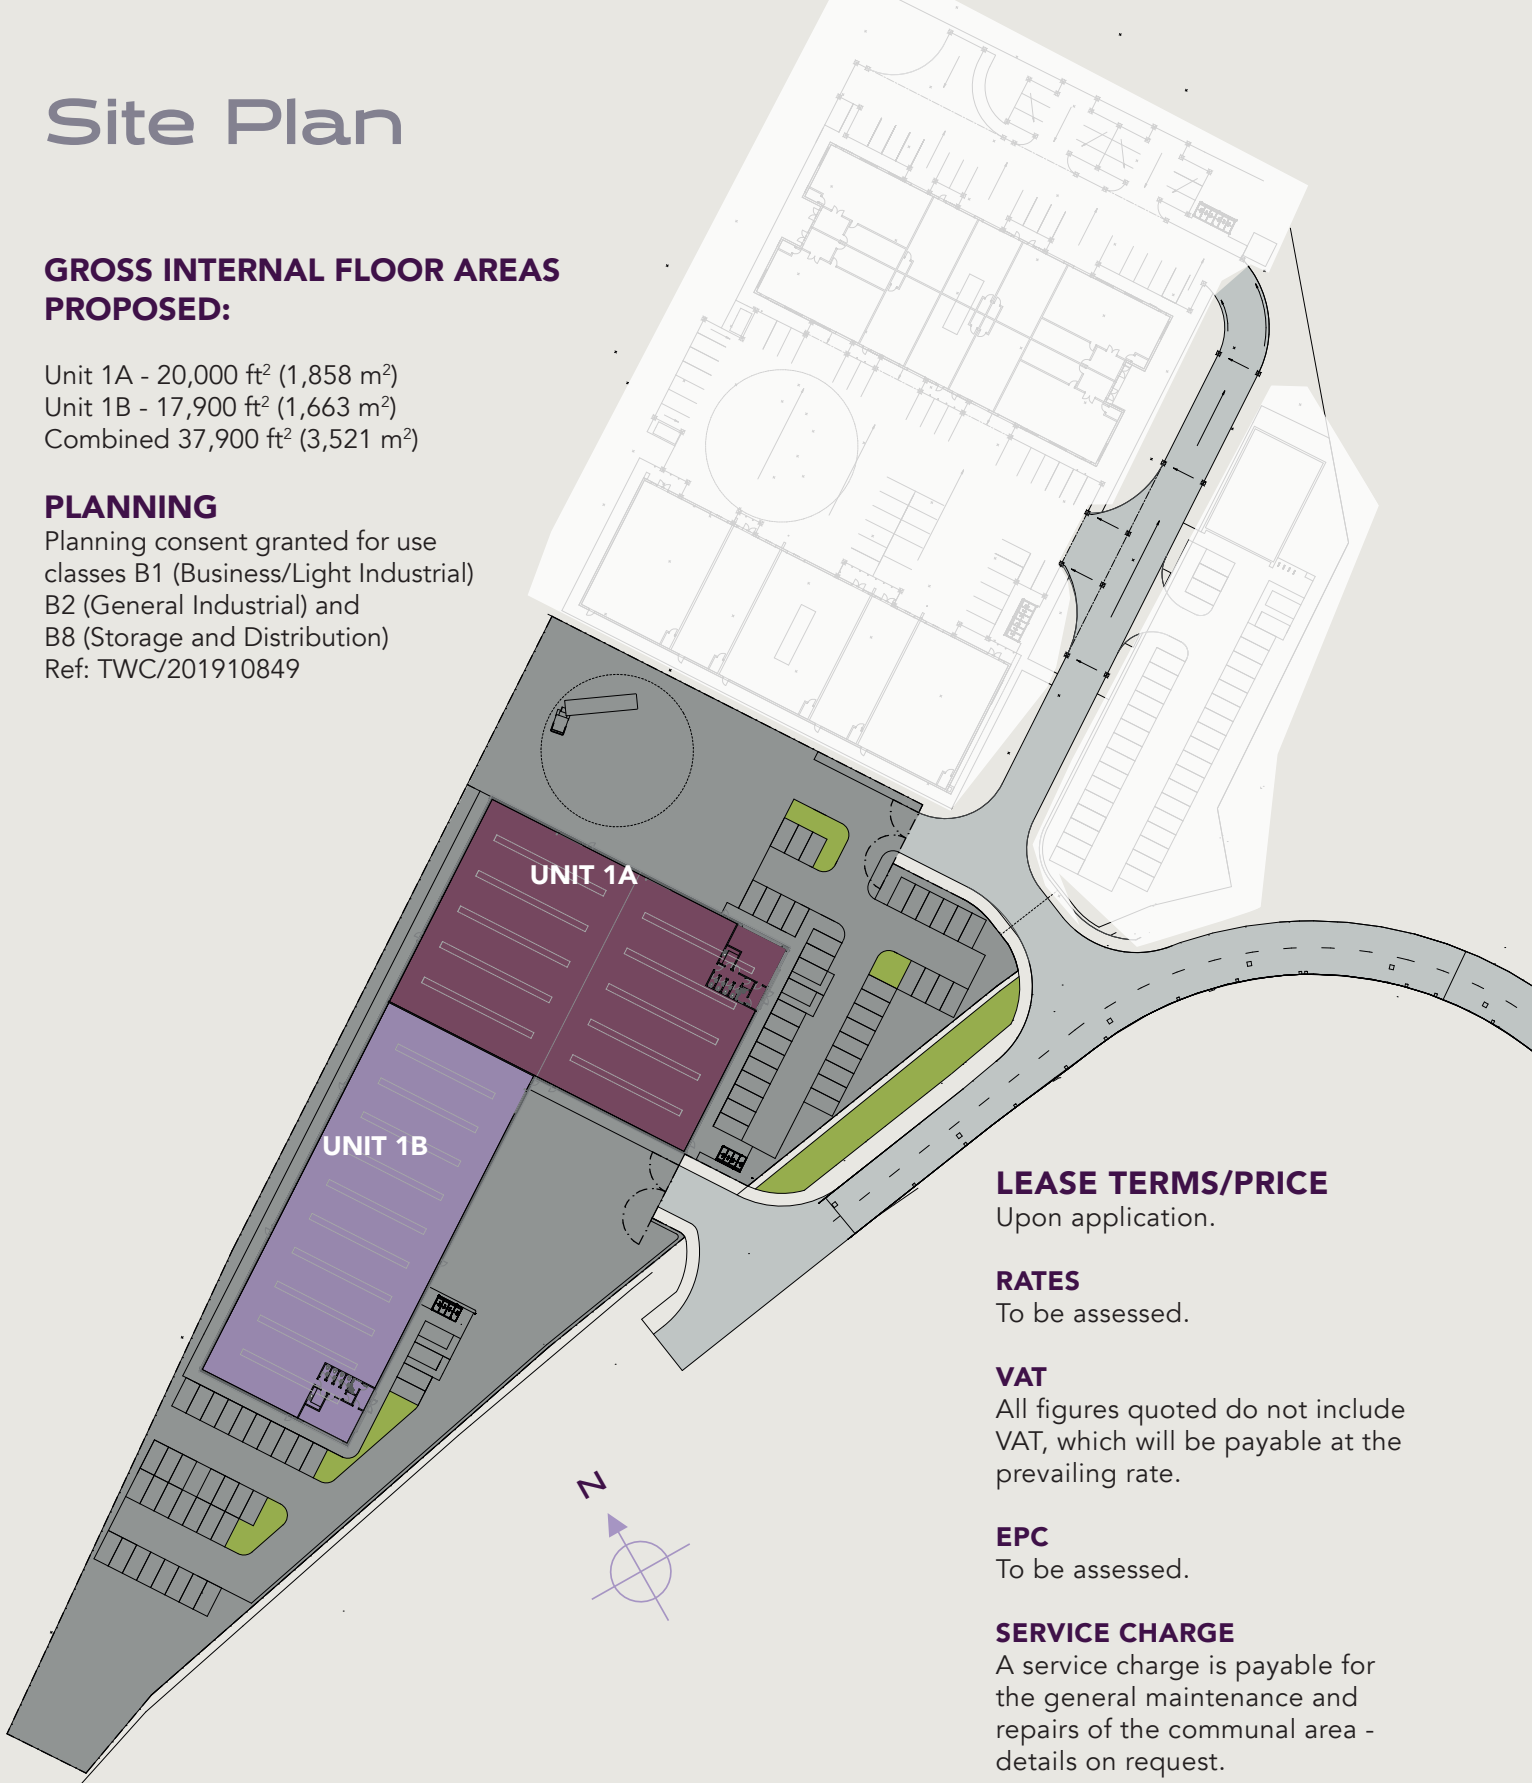 Site Plan
GROSS INTERNAL FLOOR AREAS
PROPOSED:
Unit 1A - 20,000 ft² (1,858 m²)
Unit 1B - 17,900 ft² (1,663 m²)
Combined 37,900 ft² (3,521 m²)
PLANNING
Planning consent granted for use
classes B1 (Business/Light Industrial)
B2 (General Industrial) and
B8 (Storage and Distribution)
Ref: TWC/201910849
UNIT 1A
UNIT 1B
N
LEASE TERMS/PRICE
Upon application.
RATES
To be assessed.
VAT
All figures quoted do not include
VAT, which will be payable at the
prevailing rate.
EPC
To be assessed.
SERVICE CHARGE
A service charge is payable for
the general maintenance and
repairs of the communal area -
details on request.